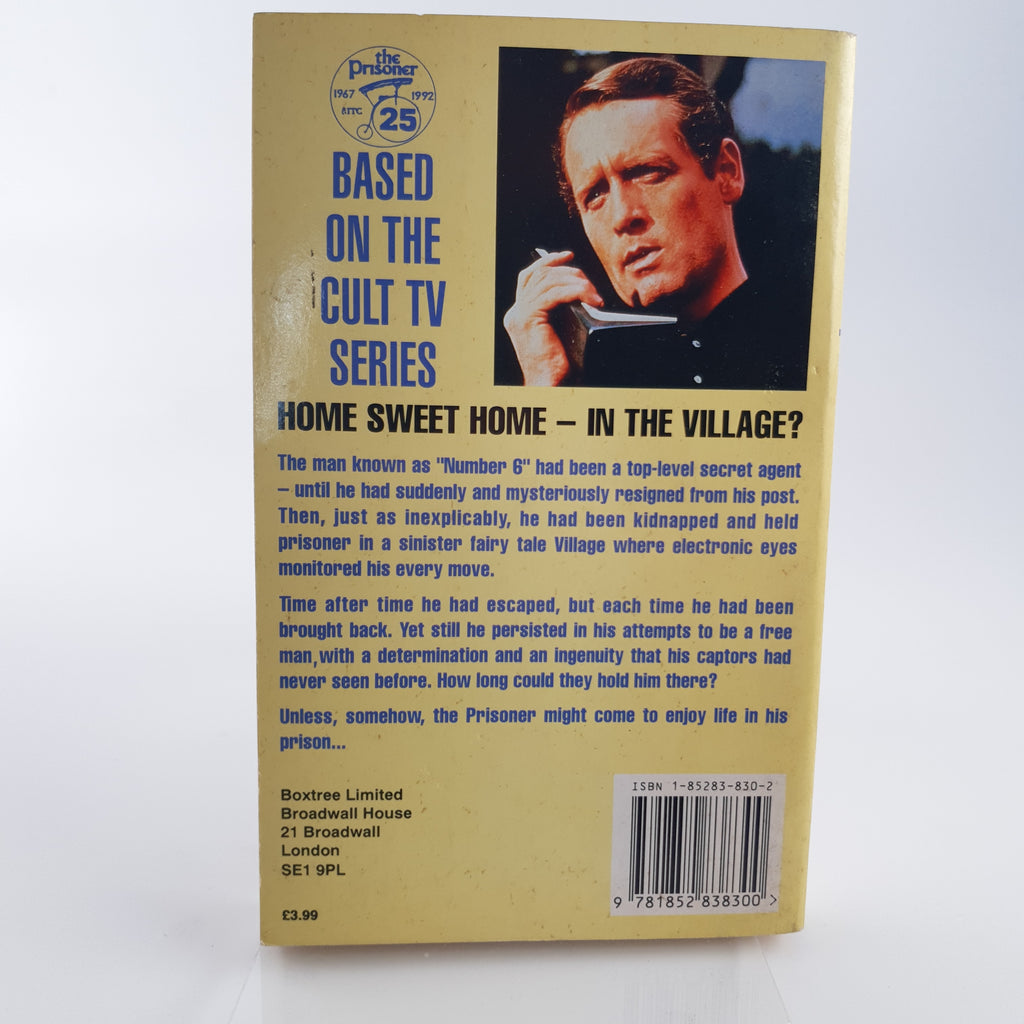 the
Prisoner
1967 1992
AITC
25
BASED
ON THE
CULT TV
SERIES
HOME SWEET HOME – IN THE VILLAGE?
The man known as "Number 6" had been a top-level secret agent
– until he had suddenly and mysteriously resigned from his post.
Then, just as inexplicably, he had been kidnapped and held
prisoner in a sinister fairy tale Village where electronic eyes
monitored his every move.
Time after time he had escaped, but each time he had been
brought back. Yet still he persisted in his attempts to be a free
man, with a determination and an ingenuity that his captors had
never seen before. How long could they hold him there?
Unless, somehow, the Prisoner might come to enjoy life in his
prison...
Boxtree Limited
Broadwall House
21 Broadwall
London
SE1 9PL
£3.99
ISBN 1-85283-830-2
9 781852 838300 >